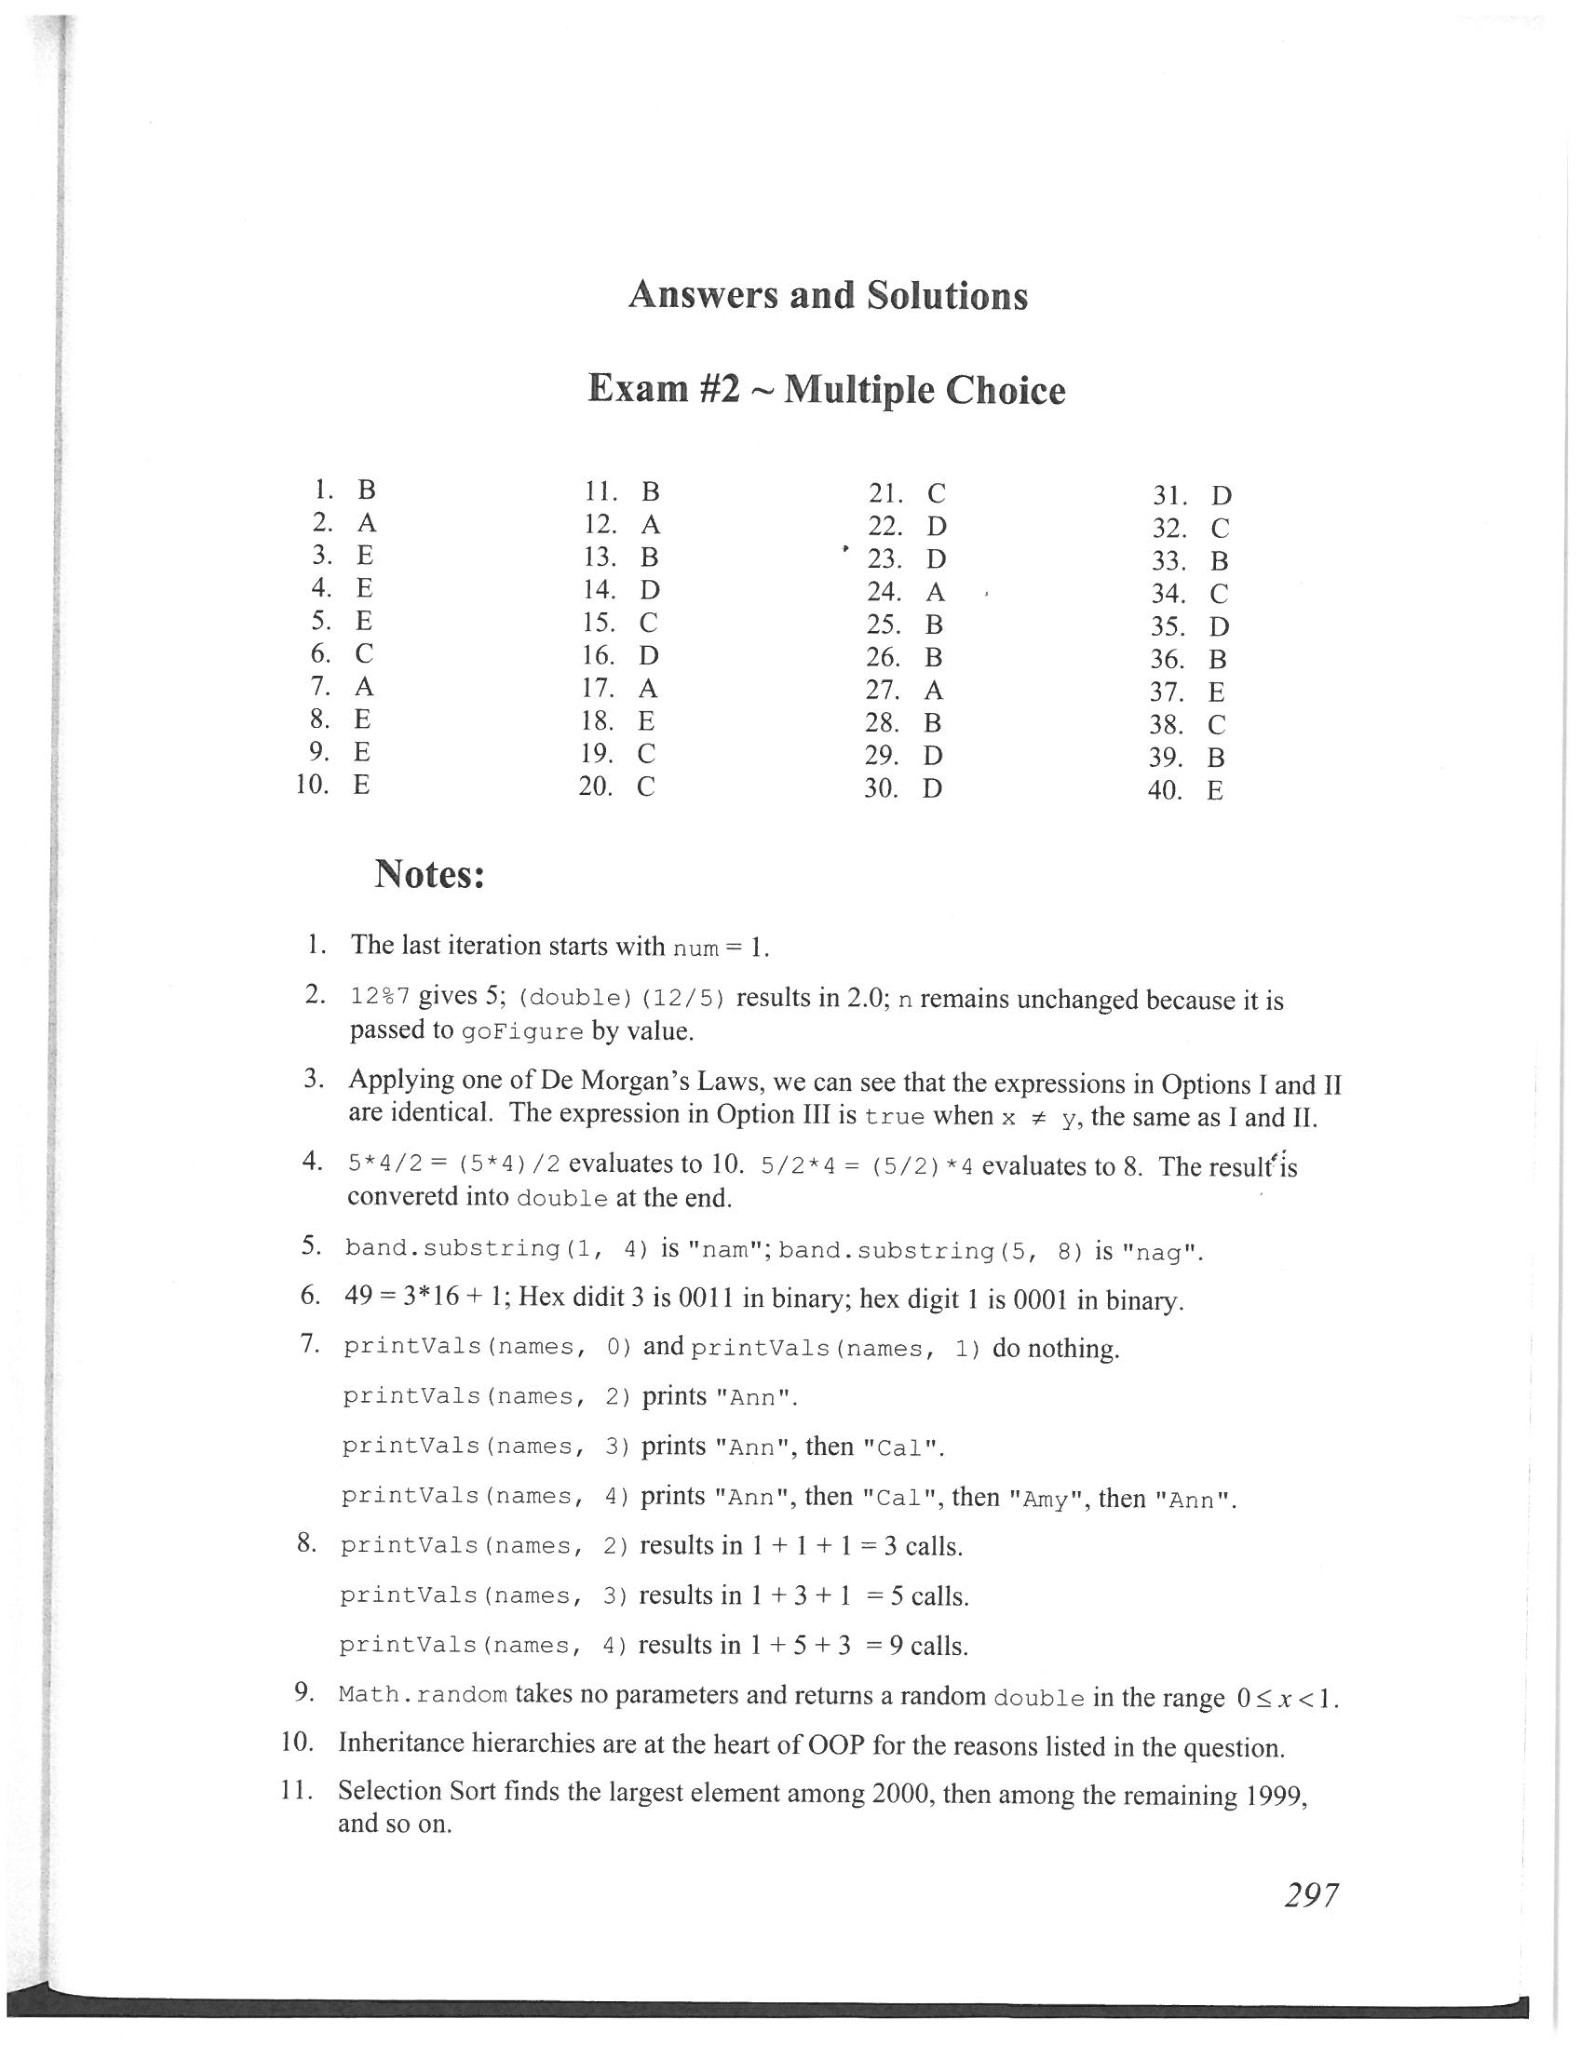 Answers and Solutions
Exam #2 ~ Multiple Choice
1. B 11. B 21. C 31. D
2. A 12. A 22. D 32. C
3. E 13. B 23. D 33. B
4. E 14. D 24. A 34. C
5. E 15. C 25. B 35. D
6. C 16. D 26. B 36. B
7. A 17. A 27. A 37. E
8. E 18. E 28. B 38. C
9. E 19. C 29. D 39. B
10. E 20. C 30. D 40. E
Notes:
1. The last iteration starts with num = 1.
2. 12%7 gives 5; (double)(12/5) results in 2.0; n remains unchanged because it is
passed to goFigure by value.
3. Applying one of De Morgan's Laws, we can see that the expressions in Options I and II
are identical. The expression in Option III is true when x ≠ y, the same as I and II.
4. 5*4/2 = (5*4)/2 evaluates to 10. 5/2*4 = (5/2)*4 evaluates to 8. The result is
converetd into double at the end.
5. band.substring(1, 4) is "nam"; band.substring(5, 8) is "nag".
6. 49 = 3*16 + 1; Hex didit 3 is 0011 in binary; hex digit 1 is 0001 in binary.
7. printVals(names, 0) and printVals(names, 1) do nothing.
printVals(names, 2) prints "Ann".
printVals(names, 3) prints "Ann", then "Cal".
printVals(names, 4) prints "Ann", then "Cal", then "Amy", then "Ann".
8. printVals(names, 2) results in 1 + 1 + 1 = 3 calls.
printVals(names, 3) results in 1 + 3 + 1 = 5 calls.
printVals(names, 4) results in 1 + 5 + 3 = 9 calls.
9. Math.random takes no parameters and returns a random double in the range 0 ≤ x < 1.
10. Inheritance hierarchies are at the heart of OOP for the reasons listed in the question.
11. Selection Sort finds the largest element among 2000, then among the remaining 1999,
and so on.
297